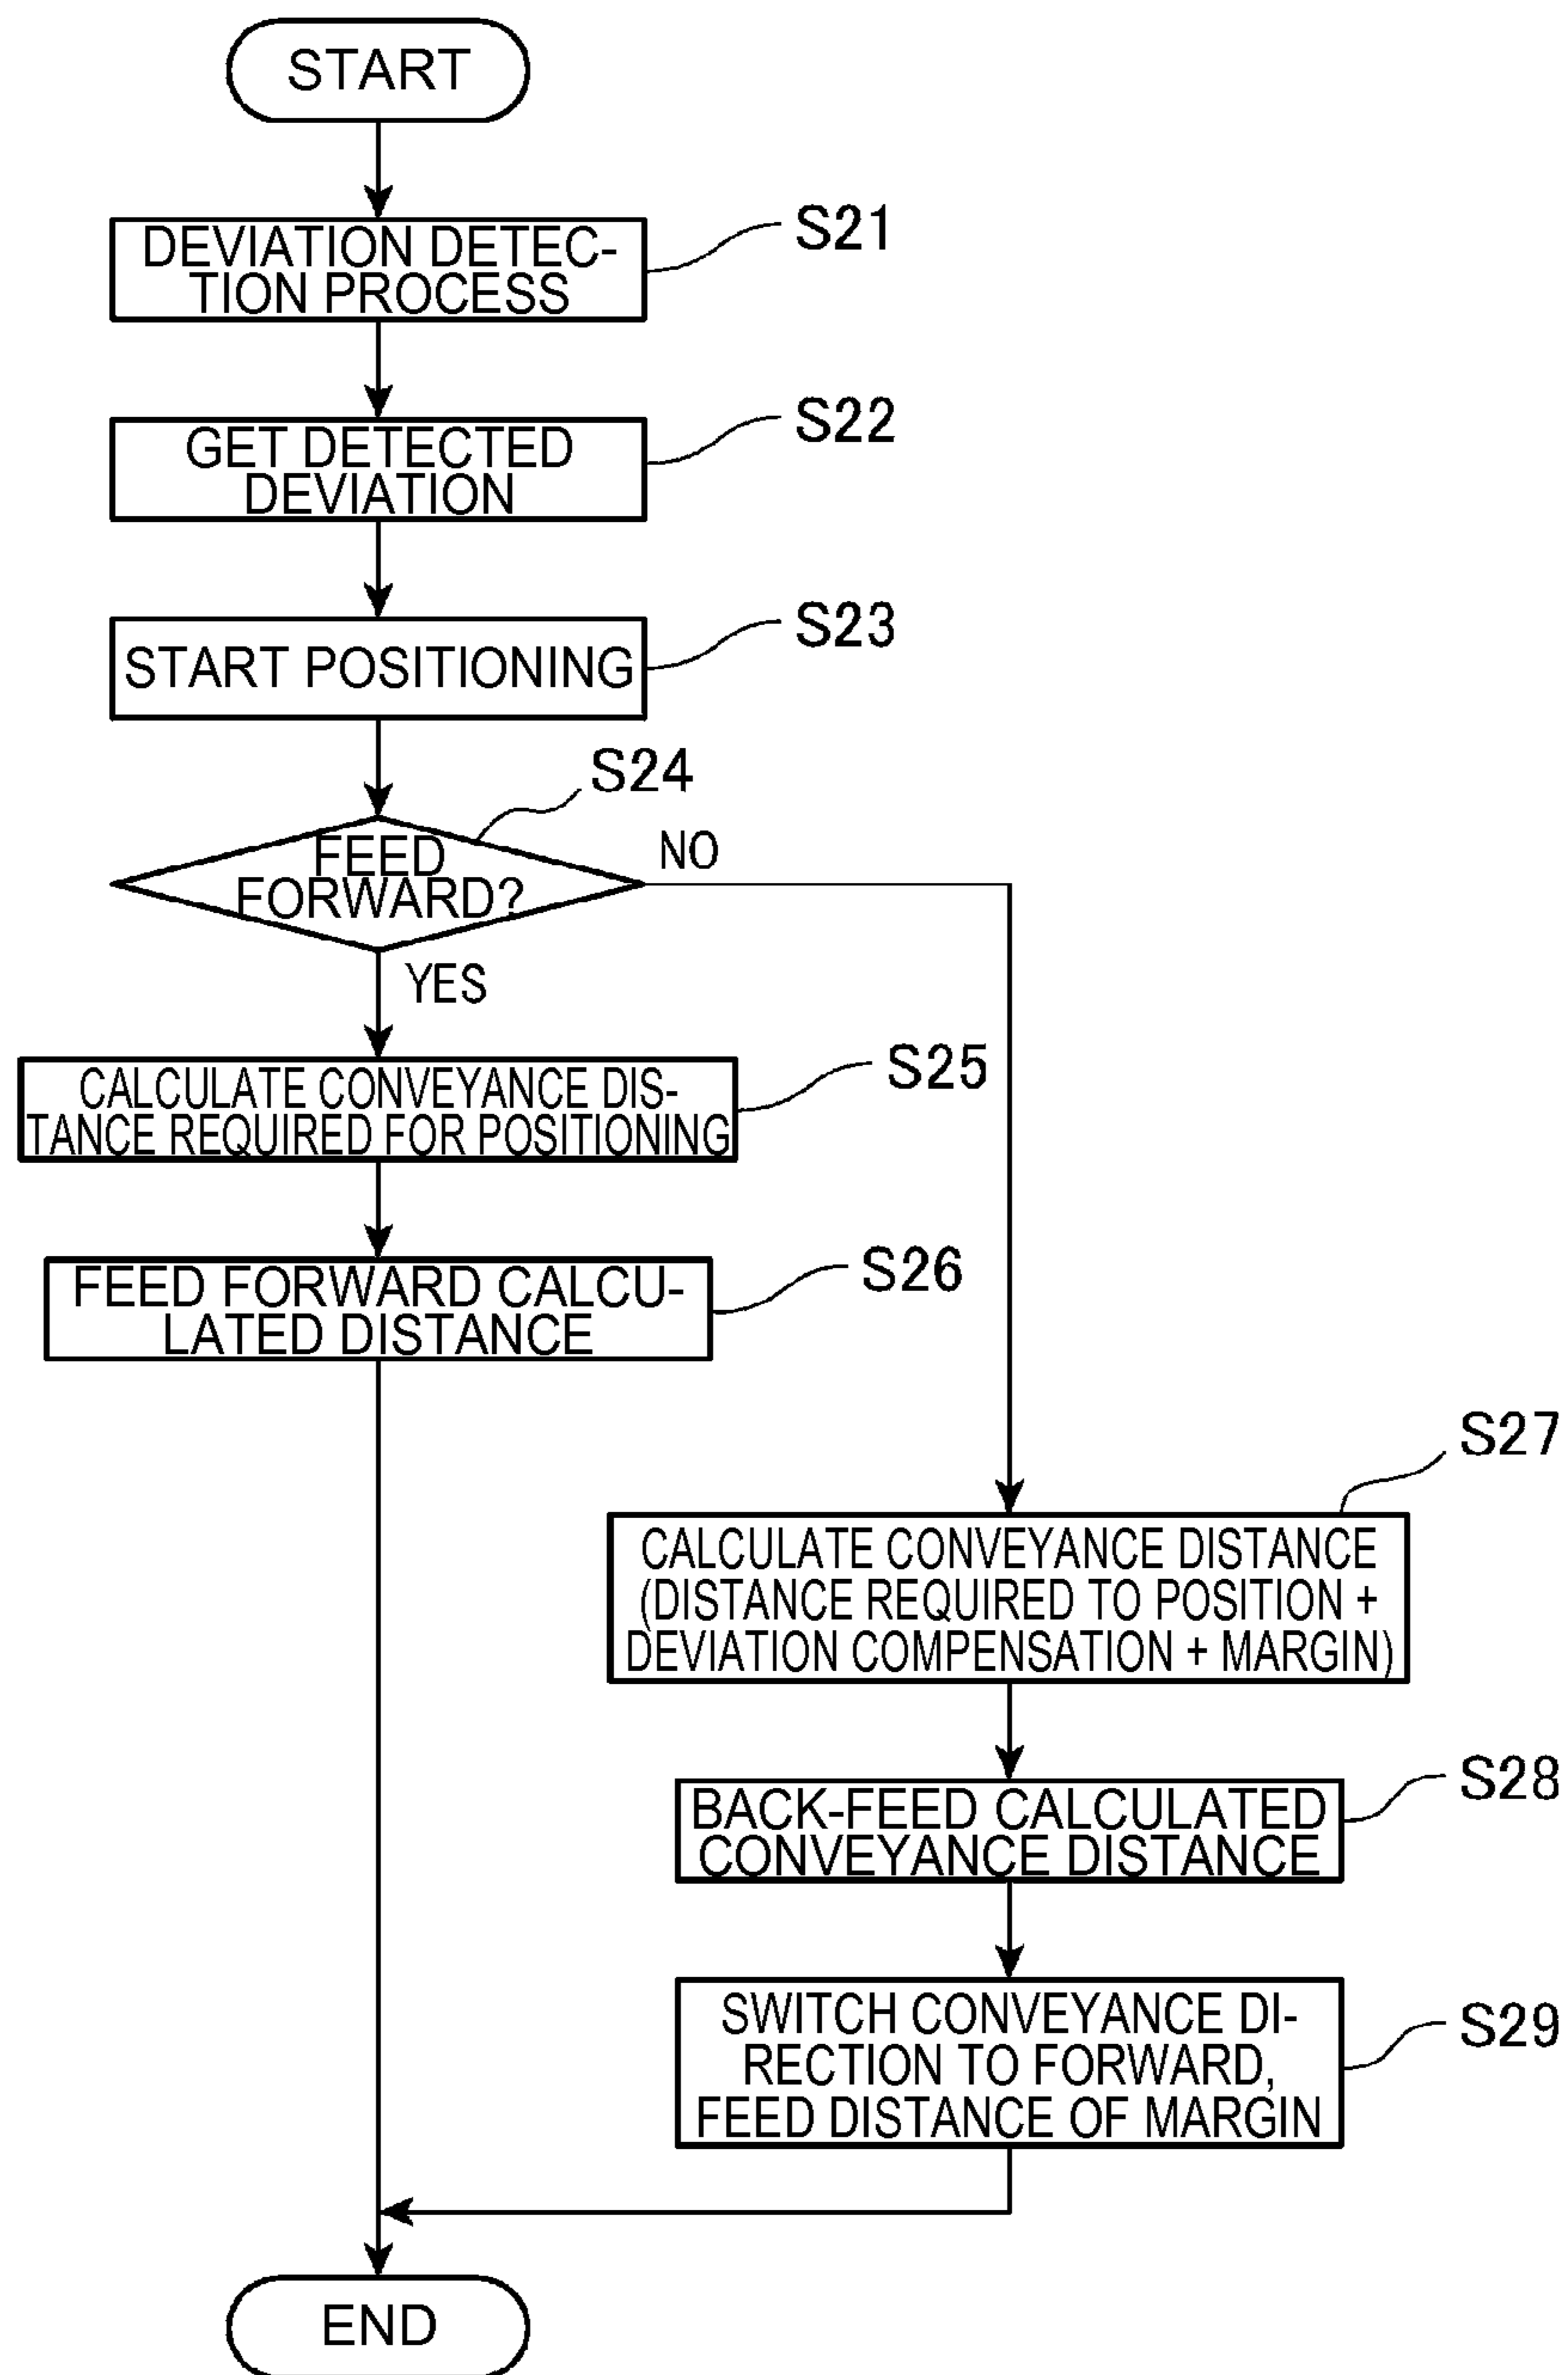 START
S21
DEVIATION DETEC-
TION PROCESS
S22
GET DETECTED
DEVIATION
S23
START POSITIONING
S24
FEED
FORWARD?
NO
YES
S25
CALCULATE CONVEYANCE DIS-
TANCE REQUIRED FOR POSITIONING
S26
FEED FORWARD CALCU-
LATED DISTANCE
S27
CALCULATE CONVEYANCE DISTANCE
(DISTANCE REQUIRED TO POSITION +
DEVIATION COMPENSATION + MARGIN)
S28
BACK-FEED CALCULATED
CONVEYANCE DISTANCE
S29
SWITCH CONVEYANCE DI-
RECTION TO FORWARD,
FEED DISTANCE OF MARGIN
END